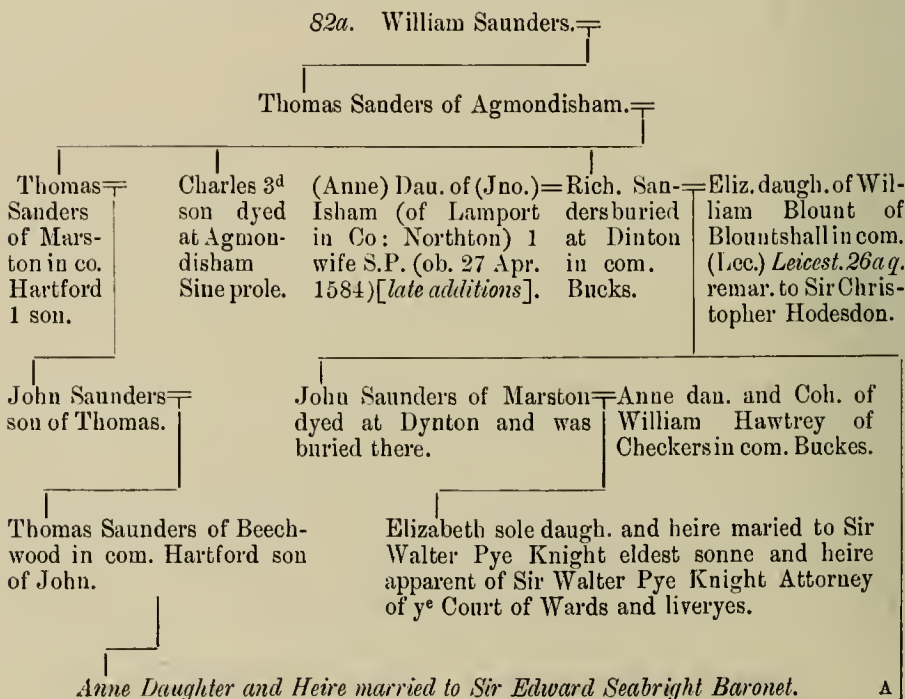 82a. William Saunders.
Thomas Sanders of Agmondisham.
Thomas
Sanders
of Mars-
ton in co.
Hartford
1 son.
Charles 3d
son dyed
at Agmon-
disham
Sine prole.
(Anne) Dau. of (Jno.)=
Isham (of Lamport
in Co: Northton) 1
wife S.P. (ob. 27 Apr.
1584)[late additions].
Rich. San-
ders buried
at Dinton
in com.
Bucks.
Eliz. daugh. of Wil-
liam Blount of
Blountshall in com.
(Lec.) Leicest. 26a q.
remar. to Sir Chris-
topher Hodesdon.
John Saunders
son of Thomas.
John Saunders of Marston
dyed at Dynton and was
buried there.
Anne dau. and Coh. of
William Hawtrey of
Checkers in com. Buckes.
Thomas Saunders of Beech-
wood in com. Hartford son
of John.
Elizabeth sole daugh. and heire maried to Sir
Walter Pye Knight eldest sonne and heire
apparent of Sir Walter Pye Knight Attorney
of ye Court of Wards and liveryes.
Anne Daughter and Heire married to Sir Edward Seabright Baronet. A